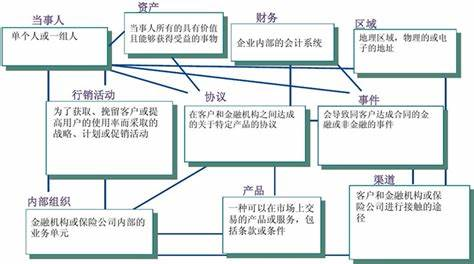 当事人
单个人或一组人
资产
当事人所有的具有价值
且能够获得受益的事物
财务
企业内部的会计系统
区域
地理区域，物理的或电
子的地址
行销活动
为了获取、挽留客户或提
高用户的使用率而采取的
战略、计划或促销活动
协议
在客户和金融机构之间达成
的关于特定产品的协议
事件
会导致同客户达成合同的金
融或非金融的事件
内部组织
金融机构或保险公司内部的
业务单元
产品
一种可以在市场上交
易的产品或服务，包
括条款或条件
渠道
客户和金融机构或保
险公司进行接触的途
径